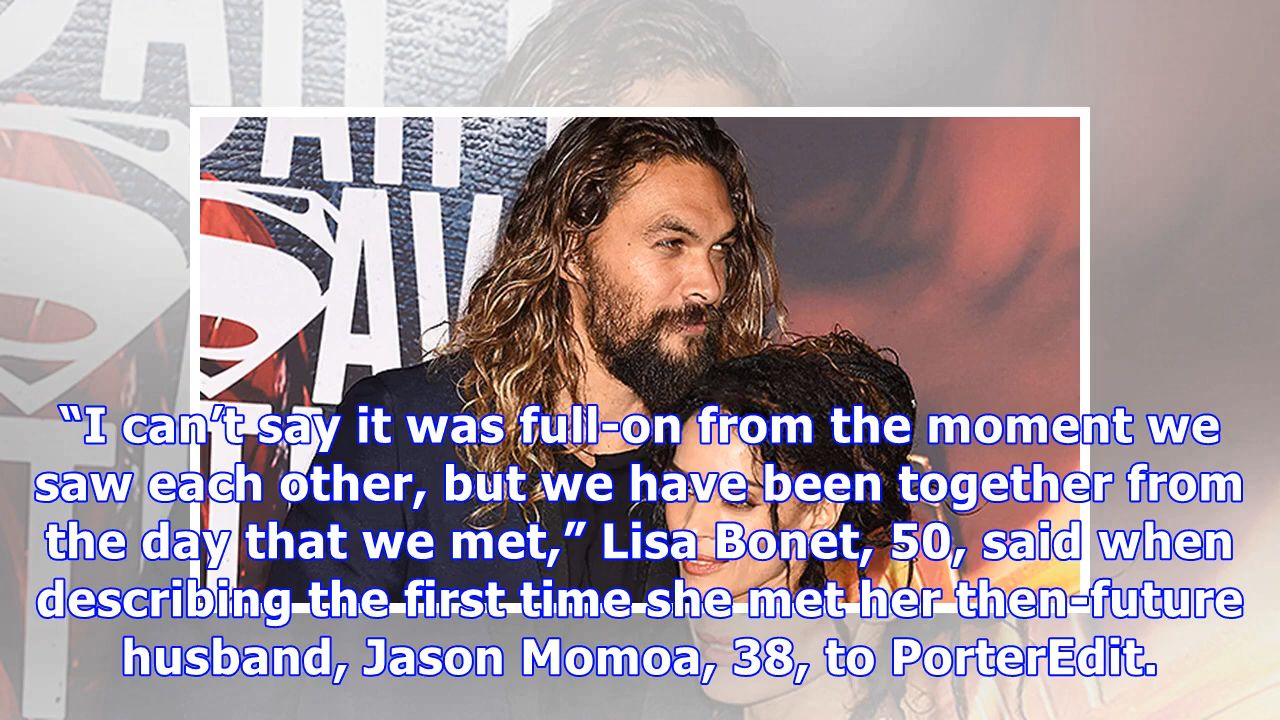 “I can’t say it was full-on from the moment we
saw each other, but we have been together from
the day that we met,” Lisa Bonet, 50, said when
describing the first time she met her then-future
husband, Jason Momoa, 38, to PorterEdit.